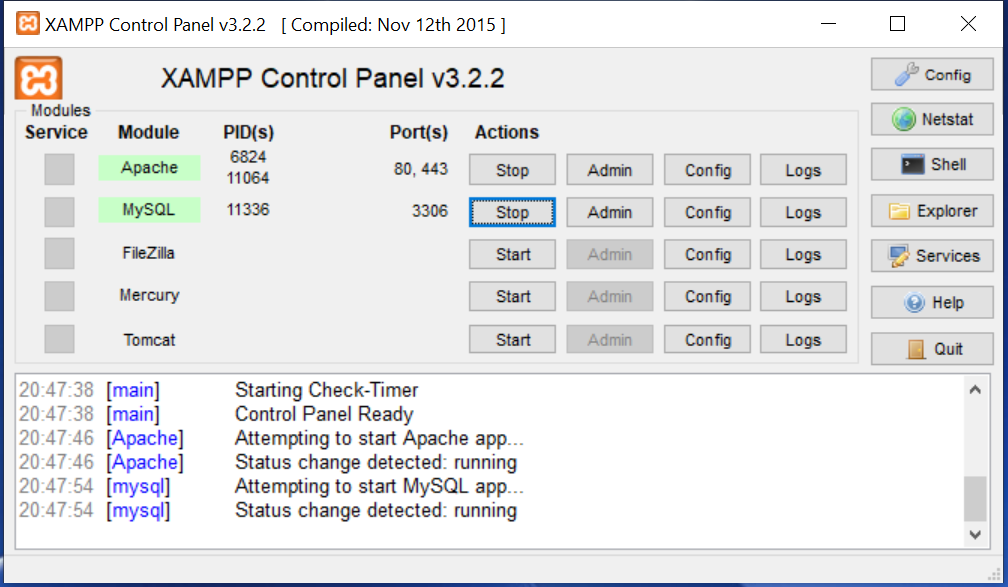 XAMPP Control Panel v3.2.2 [ Compiled: Nov 12th 2015 ]
XAMPP Control Panel v3.2.2
Config
Modules
Service Module PID(s) Port(s) Actions
Netstat
Apache 6824 11064 80, 443 Stop Admin Config Logs
Shell
MySQL 11336 3306 Stop Admin Config Logs
Explorer
FileZilla Start Admin Config Logs
Services
Mercury Start Admin Config Logs
Help
Tomcat Start Admin Config Logs
Quit
20:47:38 [main] Starting Check-Timer
20:47:38 [main] Control Panel Ready
20:47:46 [Apache] Attempting to start Apache app...
20:47:46 [Apache] Status change detected: running
20:47:54 [mysql] Attempting to start MySQL app...
20:47:54 [mysql] Status change detected: running